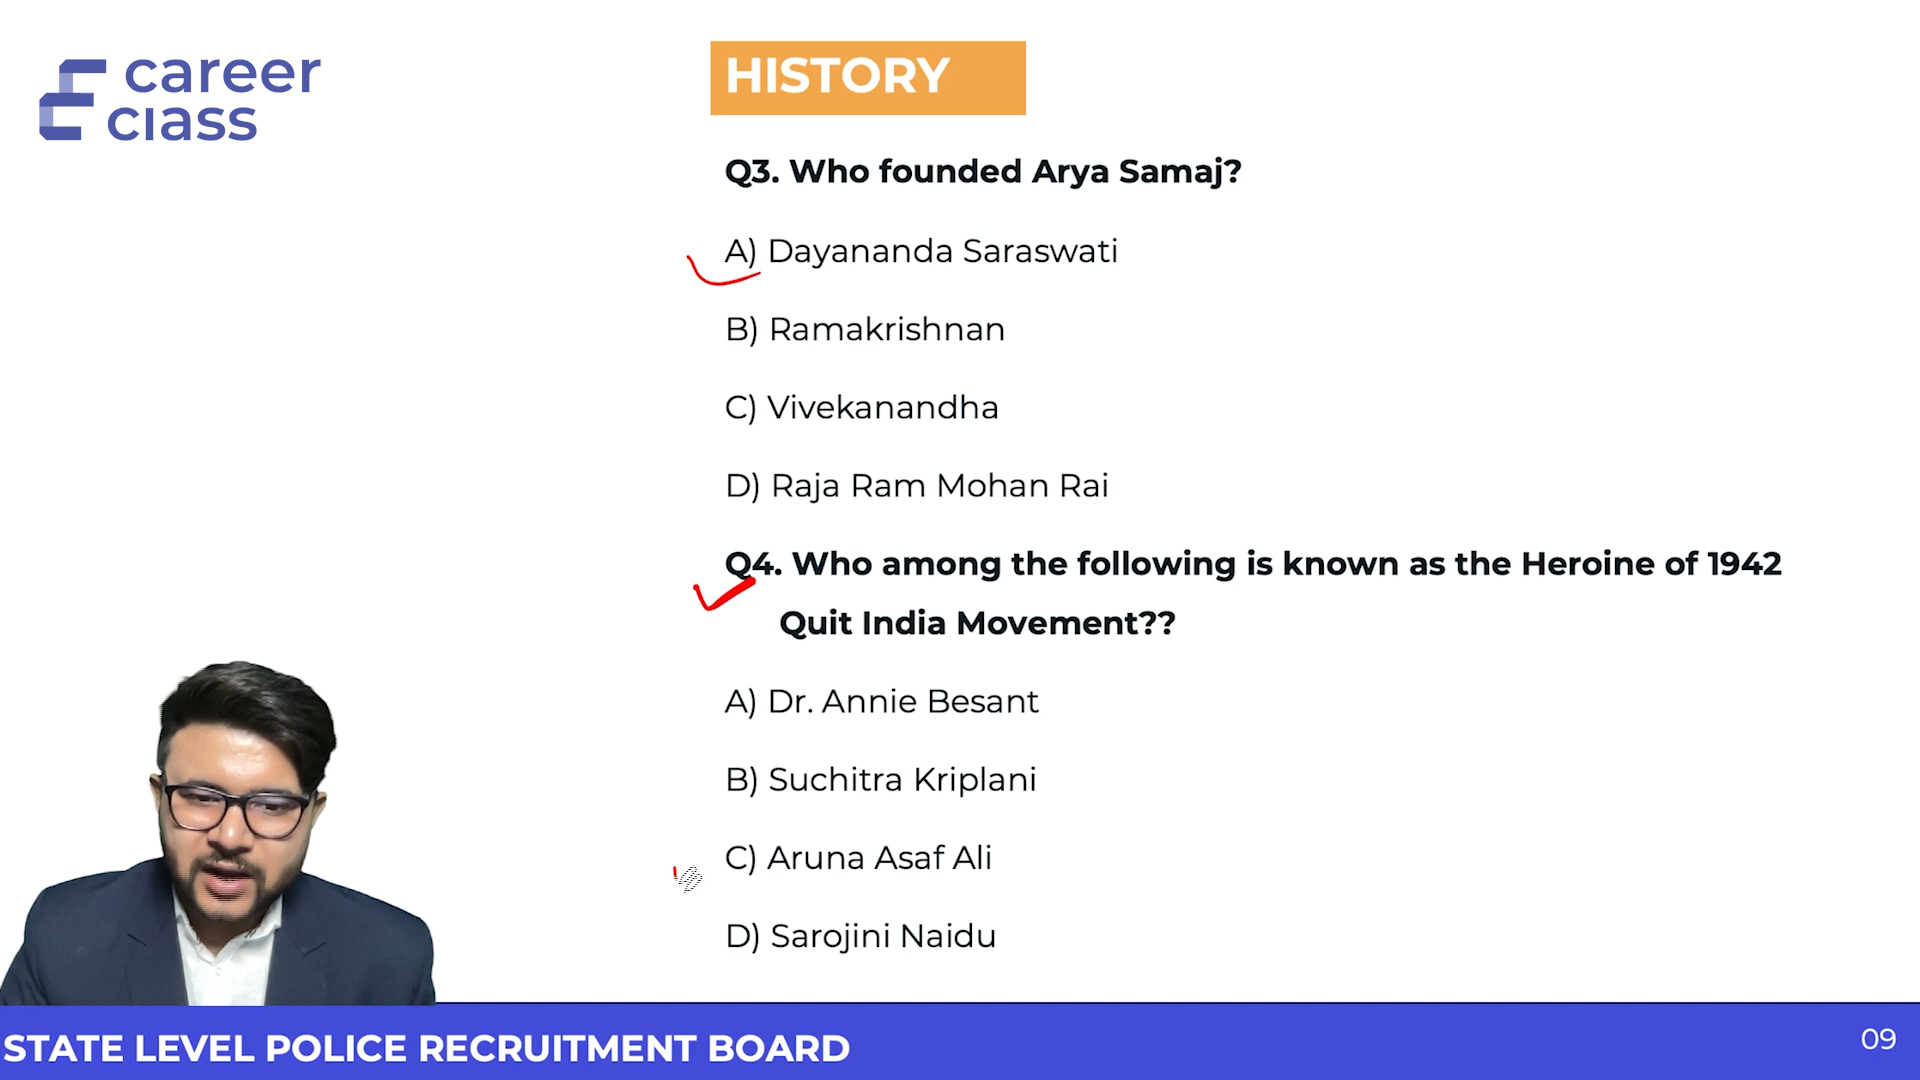 career
class
HISTORY
Q3. Who founded Arya Samaj?
A) Dayananda Saraswati
B) Ramakrishnan
C) Vivekanandha
D) Raja Ram Mohan Rai
Q4. Who among the following is known as the Heroine of 1942
Quit India Movement??
A) Dr. Annie Besant
B) Suchitra Kriplani
C) Aruna Asaf Ali
D) Sarojini Naidu
STATE LEVEL POLICE RECRUITMENT BOARD
09